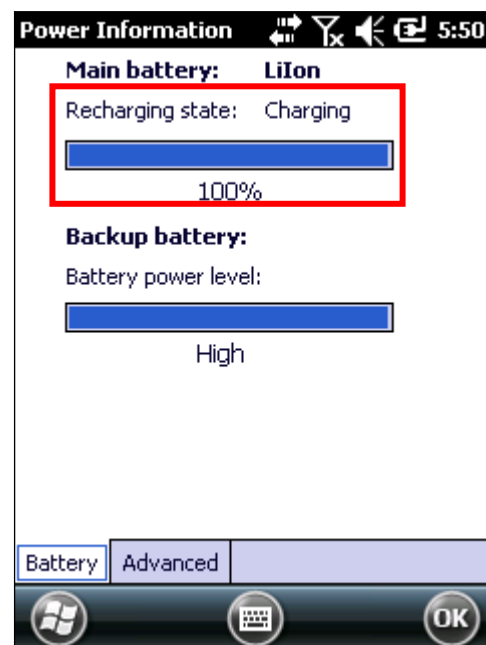 Power Information 5:50
Main battery: LiIon
Recharging state: Charging
100%
Backup battery:
Battery power level:
High
Battery Advanced
OK